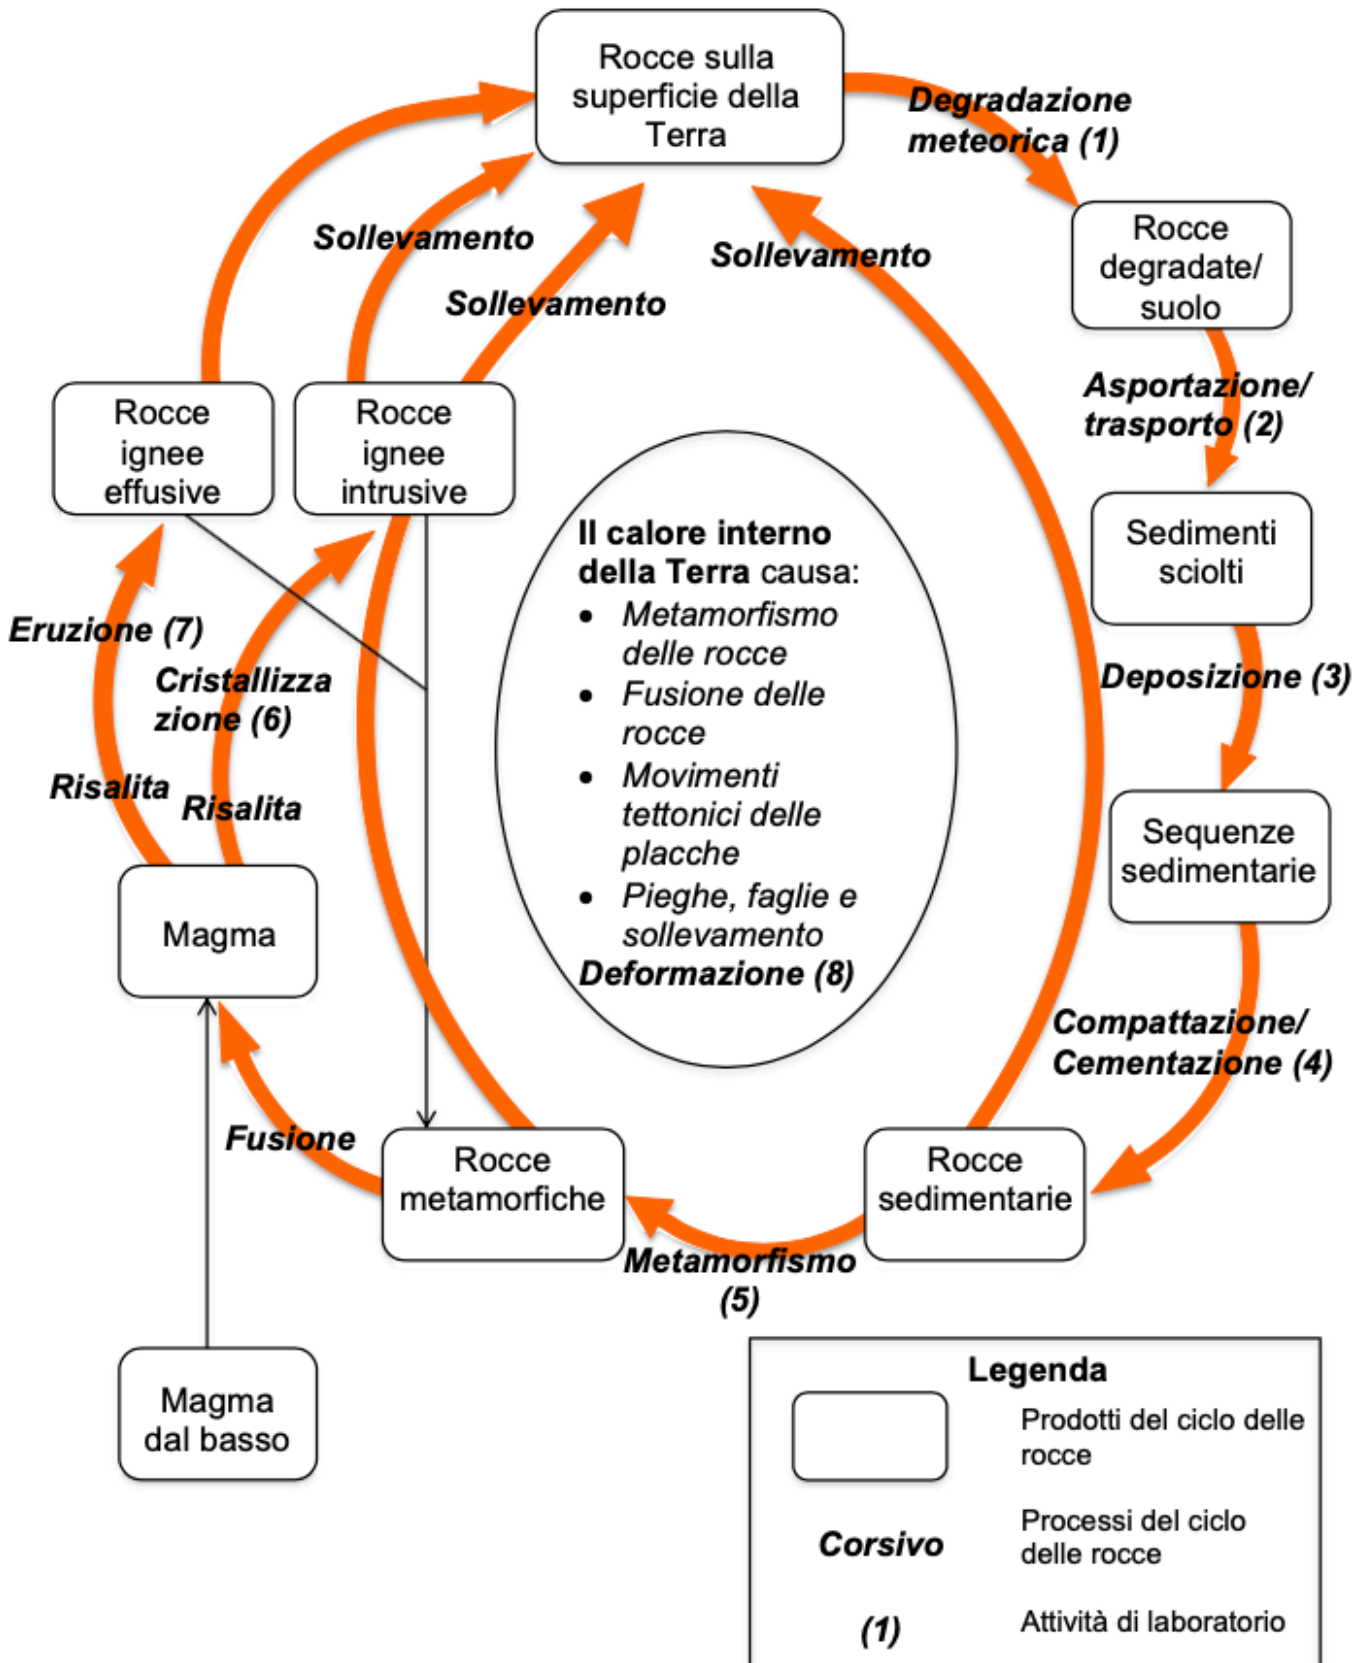 Rocce sulla
superficie della
Terra
Degradazione
meteorica (1)
Rocce
degradate/
suolo
Sollevamento
Sollevamento
Sollevamento
Asportazione/
trasporto (2)
Rocce
ignee
effusive
Rocce
ignee
intrusive
Sedimenti
sciolti
Il calore interno
della Terra causa:
• Metamorfismo
delle rocce
• Fusione delle
rocce
• Movimenti
tettonici delle
placche
• Pieghe, faglie e
sollevamento
Deformazione (8)
Eruzione (7)
Cristallizza
zione (6)
Deposizione (3)
Risalita
Risalita
Sequenze
sedimentarie
Magma
Compattazione/
Cementazione (4)
Fusione
Rocce
metamorfiche
Rocce
sedimentarie
Metamorfismo
(5)
Magma
dal basso
Legenda
Prodotti del ciclo delle
rocce
Corsivo
Processi del ciclo
delle rocce
(1)
Attività di laboratorio